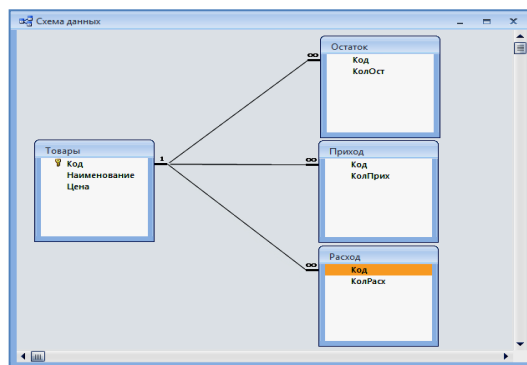 Схема данных
Остаток
Код
КолОст
Товары
Код
Наименование
Цена
1
∞
∞
∞
Приход
Код
КолПрих
Расход
Код
КолРасх